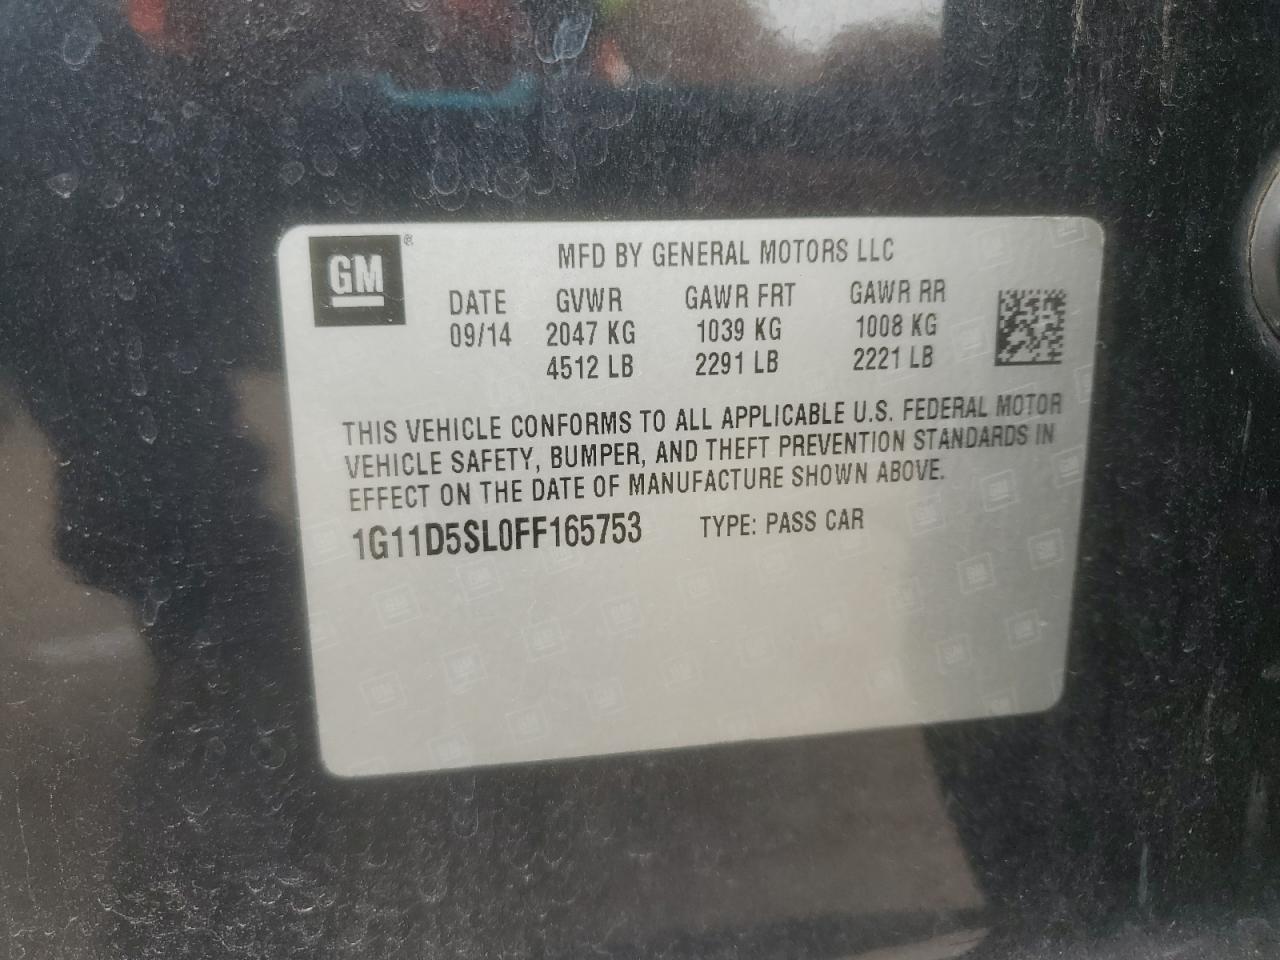 GM®
MFD BY GENERAL MOTORS LLC
DATE GVWR GAWR FRT GAWR RR
09/14 2047 KG 1039 KG 1008 KG
4512 LB 2291 LB 2221 LB
THIS VEHICLE CONFORMS TO ALL APPLICABLE U.S. FEDERAL MOTOR
VEHICLE SAFETY, BUMPER, AND THEFT PREVENTION STANDARDS IN
EFFECT ON THE DATE OF MANUFACTURE SHOWN ABOVE.
1G11D5SL0FF165753 TYPE: PASS CAR